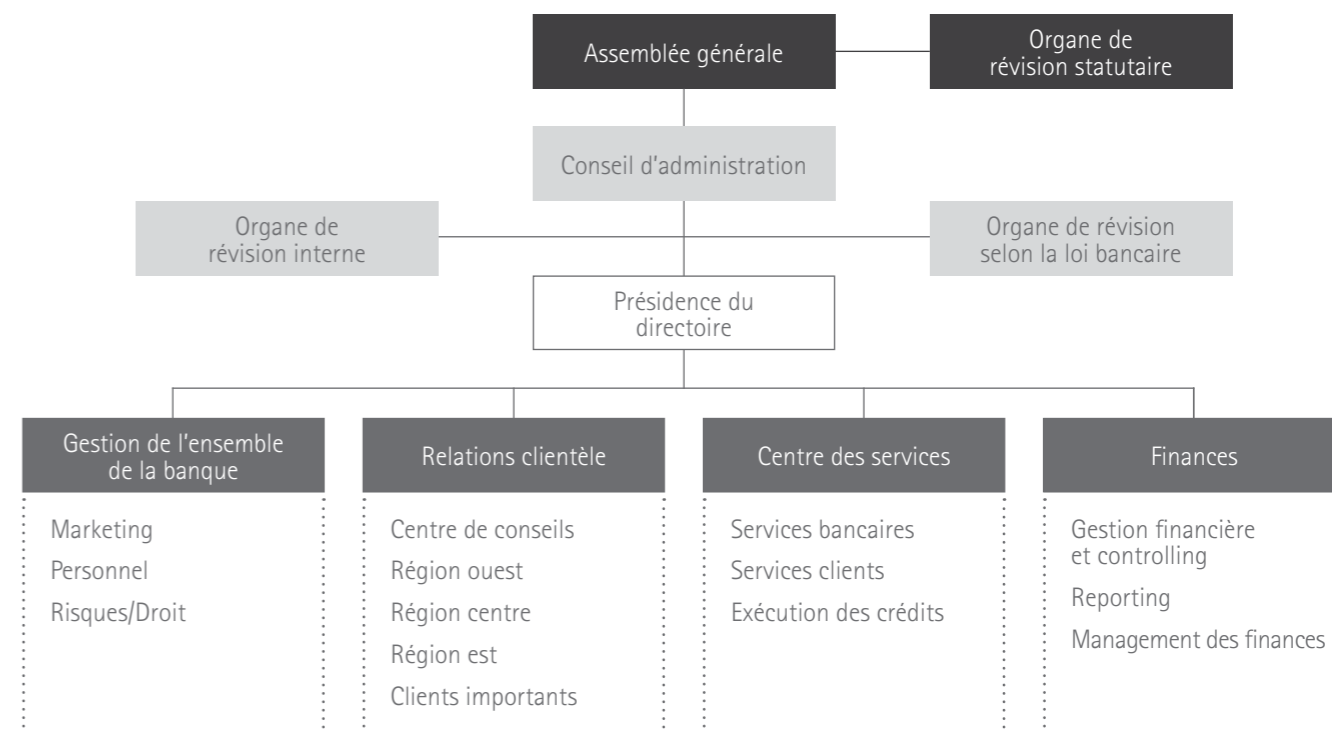 Assemblée générale
Organe de
révision statutaire
Conseil d'administration
Organe de
révision interne
Organe de révision
selon la loi bancaire
Présidence du
directoire
Gestion de l'ensemble
de la banque
Marketing
Personnel
Risques/Droit
Relations clientèle
Centre de conseils
Région ouest
Région centre
Région est
Clients importants
Centre des services
Services bancaires
Services clients
Exécution des crédits
Finances
Gestion financière
et controlling
Reporting
Management des finances